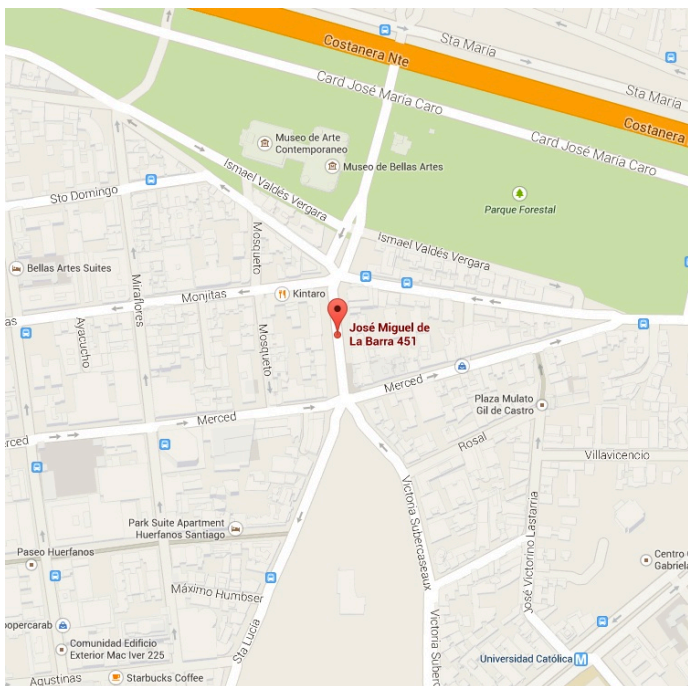 Costanera Nte
Sta María
Sta María
Costanera
Card José María Caro
Card José María Caro
Museo de Arte
Contemporaneo
Museo de Bellas Artes
Ismael Valdés Vergara
Parque Forestal
Sto Domingo
Mosqueto
Ismael Valdés Vergara
Bellas Artes Suites
Miraflores
Monjitas
Kintaro
as
Ayacucho
Mosqueto
José Miguel de
La Barra 451
Merced
Plaza Mulato
Gil de Castro
Merced
erced
Rosal
Villavicencio
Victoria Subercaseaux
José Victorino Lastarria
Park Suite Apartment
Huerfanos Santiago
Paseo Huerfanos
Centro
Gabriela
Máximo Humbser
Sta Lucía
Victoria Suberc
oopercarab
Comunidad Edificio
Exterior Mac Iver 225
Universidad Católica
M
Agustinas
Starbucks Coffee